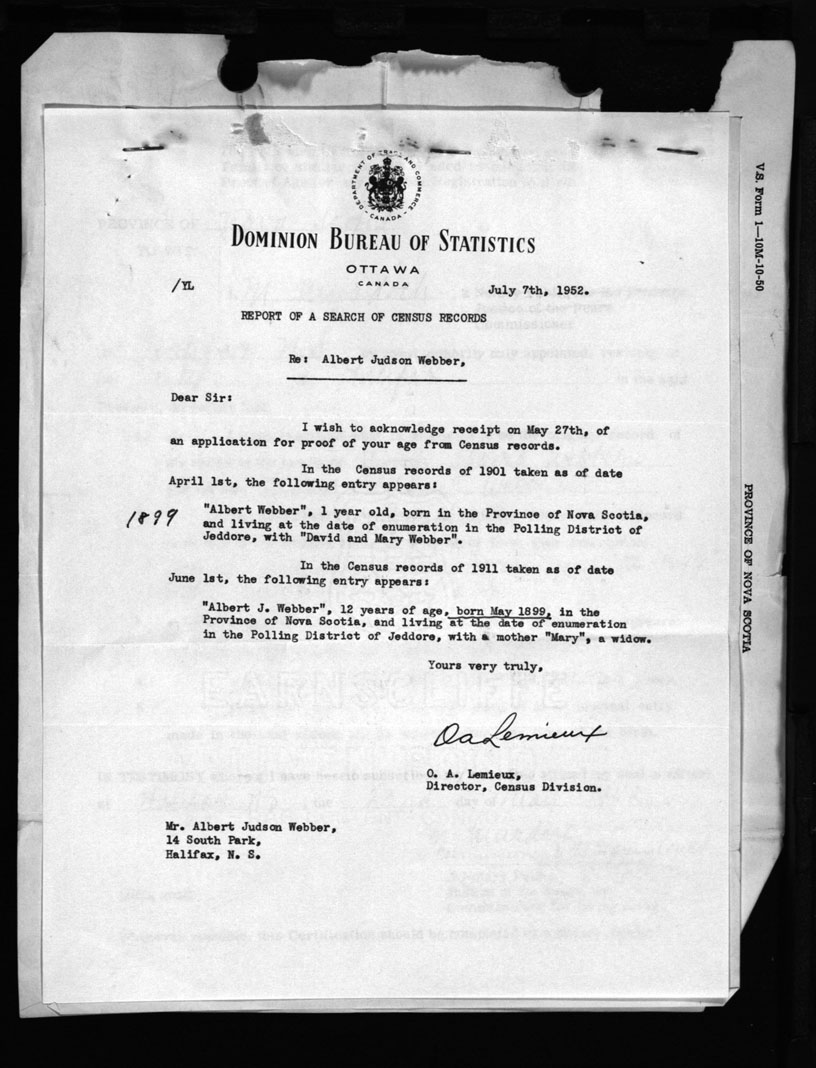 DEPARTMENT OF TRADE AND COMMERCE
CANADA
DOMINION BUREAU OF STATISTICS
OTTAWA
CANADA
/YL
July 7th, 1952.
REPORT OF A SEARCH OF CENSUS RECORDS
Re: Albert Judson Webber,
Dear Sir:
I wish to acknowledge receipt on May 27th, of
an application for proof of your age from Census records.
In the Census records of 1901 taken as of date
April 1st, the following entry appears:
1899
"Albert Webber", 1 year old, born in the Province of Nova Scotia,
and living at the date of enumeration in the Polling District of
Jeddore, with "David and Mary Webber".
In the Census records of 1911 taken as of date
June 1st, the following entry appears:
"Albert J. Webber", 12 years of age, born May 1899, in the
Province of Nova Scotia, and living at the date of enumeration
in the Polling District of Jeddore, with a mother "Mary", a widow.
Yours very truly,
OaLemieux
O. A. Lemieux,
Director, Census Division.
Mr. Albert Judson Webber,
14 South Park,
Halifax, N. S.
V.S. Form 1—10M-10-50
PROVINCE OF NOVA SCOTIA